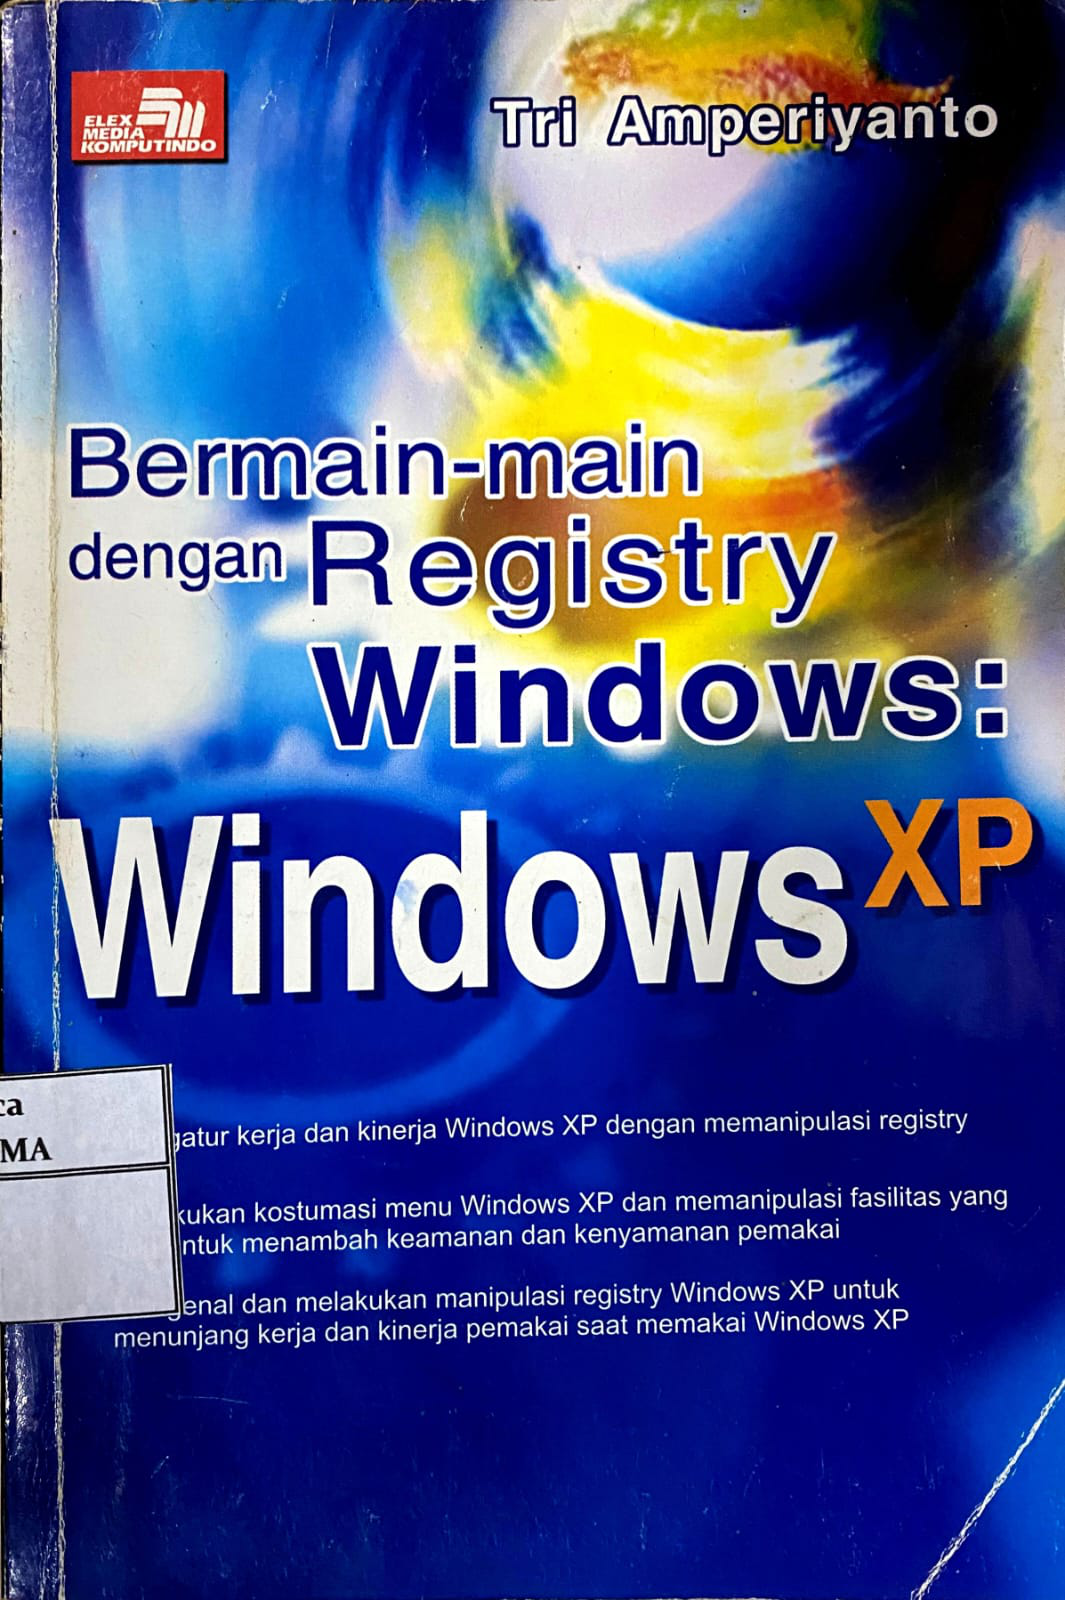 ELEX
MEDIA
KOMPUTINDO
Tri Amperiyanto
Bermain-main
dengan Registry
Windows:
Windows XP
gatur kerja dan kinerja Windows XP dengan memanipulasi registry
kukan kostumasi menu Windows XP dan memanipulasi fasilitas yang
ntuk menambah keamanan dan kenyamanan pemakai
genal dan melakukan manipulasi registry Windows XP untuk
menunjang kerja dan kinerja pemakai saat memakai Windows XP
ca
MA